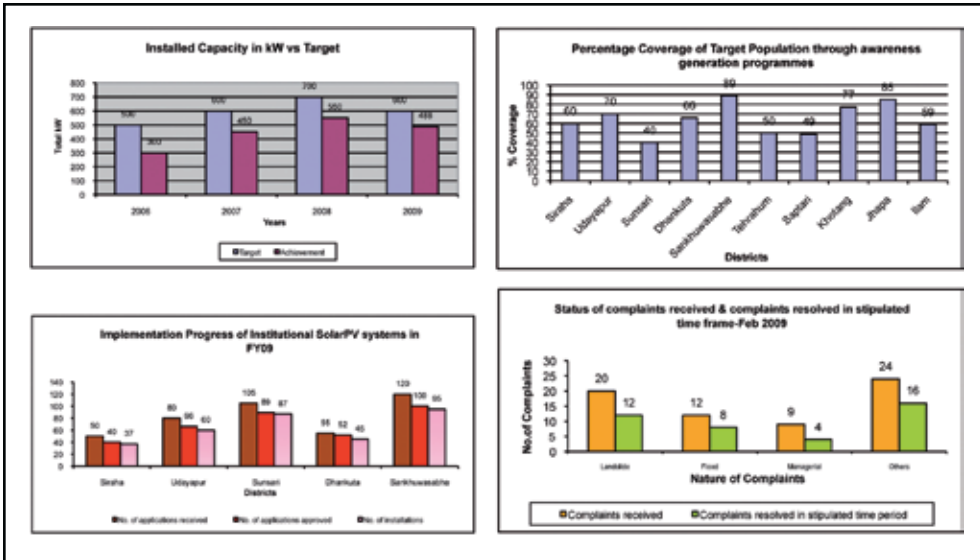 Installed Capacity in kW vs Target
Total kW
800
700
600
500
400
300
200
100
0
500
300
600
450
700
550
600
488
2006
2007
2008
2009
Years
Target
Achievement
Percentage Coverage of Target Population through awareness
generation programmes
% Coverage
100
90
80
70
60
50
40
30
20
10
0
60
70
40
66
89
50
49
77
85
59
Siraha
Udayapur
Sunsari
Dhankuta
Sankhuwasabha
Tehrahum
Saptari
Khotang
Jhapa
Ilam
Districts
Implementation Progress of Institutional SolarPV systems in
FY09
140
120
100
80
60
40
20
0
50
40
37
80
66
60
105
89
87
55
52
45
120
100
95
Siraha
Udayapur
Sunsari
Dhankuta
Sankhuwasabha
Districts
No. of applications received
No. of applications approved
No. of installations
Status of complaints received & complaints resolved in stipulated
time frame-Feb 2009
No.of Complaints
30
25
20
15
10
5
0
20
12
12
8
9
4
24
16
Landslide
Flood
Managerial
Others
Nature of Complaints
Complaints received
Complaints resolved in stipulated time period